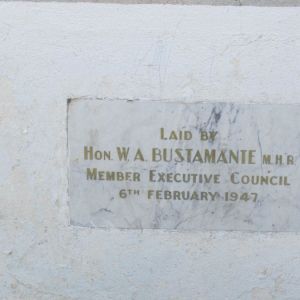 LAID BY
HON. W. A. BUSTAMANTE M.H.R
MEMBER EXECUTIVE COUNCIL
6TH FEBRUARY 1947